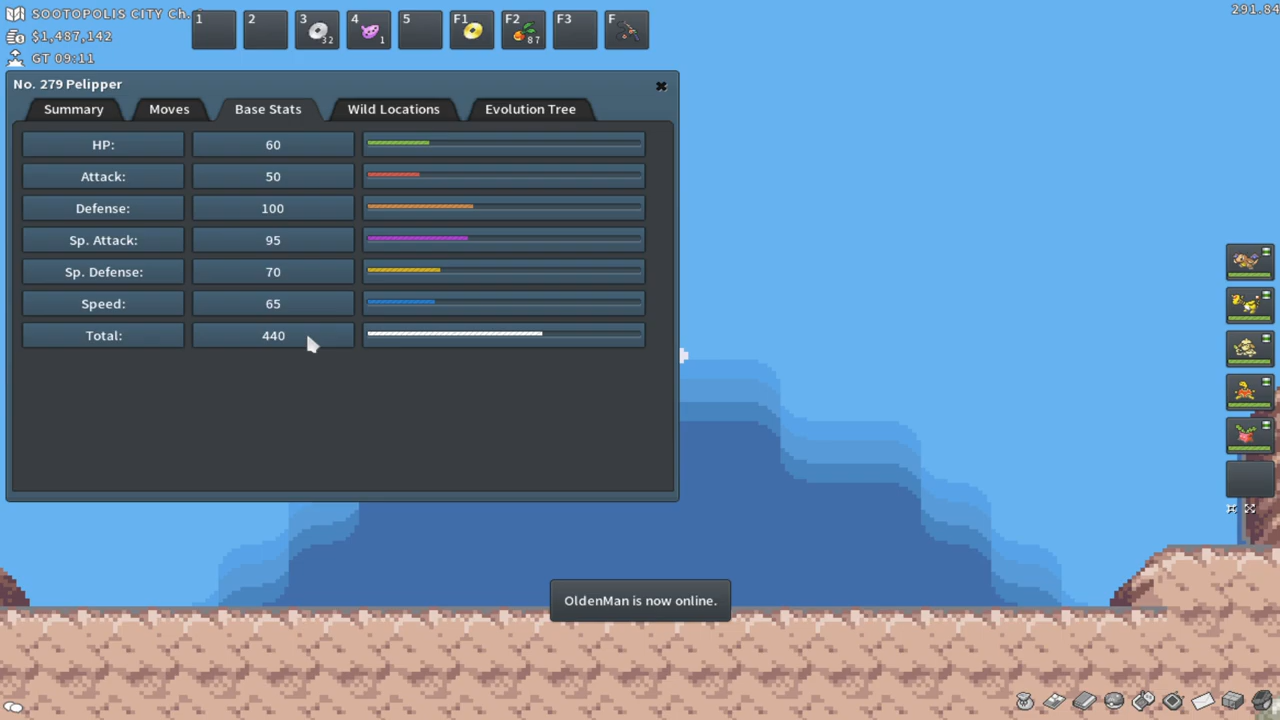 SOOTOPOLIS CITY Ch.
$1,487,142
GT 09:11
1
2
3
32
4
1
5
F1
F2
87
F3
F
291.84
No. 279 Pelipper
Summary
Moves
Base Stats
Wild Locations
Evolution Tree
HP: 60
Attack: 50
Defense: 100
Sp. Attack: 95
Sp. Defense: 70
Speed: 65
Total: 440
OldenMan is now online.